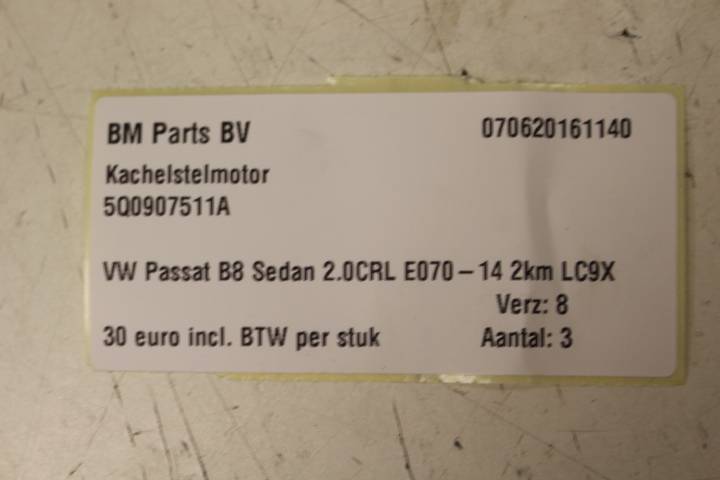 BM Parts BV 070620161140
Kachelstelmotor
5Q0907511A
VW Passat B8 Sedan 2.0CRL E070-14 2km LC9X
Verz: 8
30 euro incl. BTW per stuk Aantal: 3